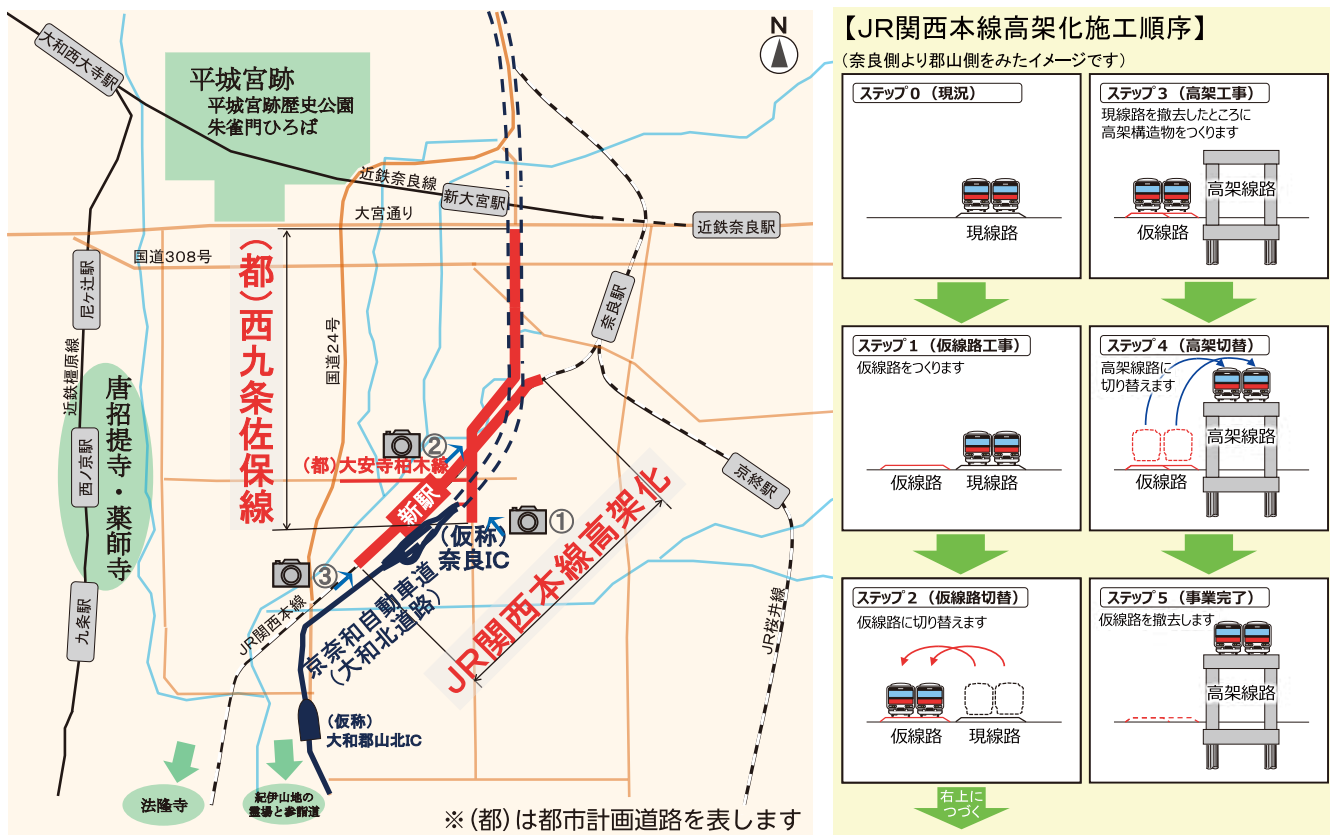 N
大和西大寺駅
平城宮跡
平城宮跡歴史公園
朱雀門ひろば
近鉄奈良線
新大宮駅
大宮通り
近鉄奈良駅
国道308号
尼ヶ辻駅
(都)西九条佐保線
国道24号
奈良駅
近鉄橿原線
唐招提寺・薬師寺
西ノ京駅
②
(都)大安寺柏木線
京終駅
新駅
①
(仮称)
奈良IC
JR関西本線高架化
③
九条駅
JR関西本線
京奈和自動車道
(大和北道路)
JR桜井線
(仮称)
大和郡山北IC
法隆寺
紀伊山地の
霊場と参詣道
※(都)は都市計画道路を表します
【JR関西本線高架化施工順序】
(奈良側より郡山側をみたイメージです)
ステップ0(現況)
現線路
ステップ1(仮線路工事)
仮線路をつくります
仮線路
現線路
ステップ2(仮線路切替)
仮線路に切り替えます
仮線路
現線路
右上に
つづく
ステップ3(高架工事)
現線路を撤去したところに
高架構造物をつくります
高架線路
仮線路
ステップ4(高架切替)
高架線路に
切り替えます
高架線路
仮線路
ステップ5(事業完了)
仮線路を撤去します
高架線路